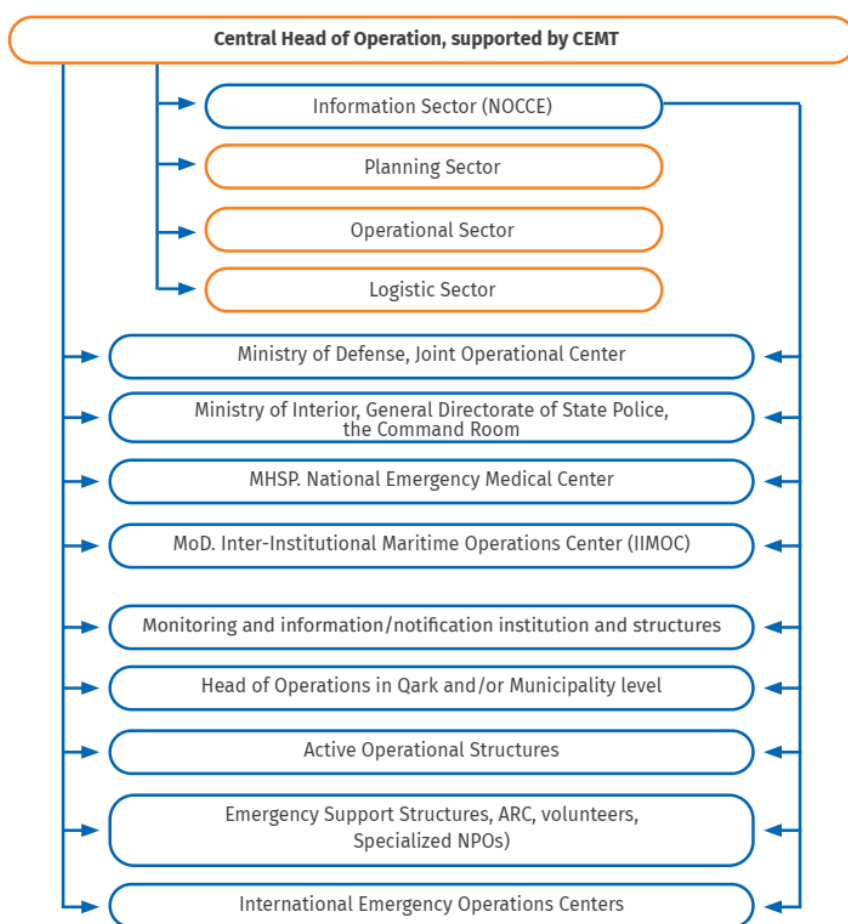 Central Head of Operation, supported by CEMT
Information Sector (NOCCE)
Planning Sector
Operational Sector
Logistic Sector
Ministry of Defense, Joint Operational Center
Ministry of Interior, General Directorate of State Police,
the Command Room
MHSP. National Emergency Medical Center
MoD. Inter-Institutional Maritime Operations Center (IIMOC)
Monitoring and information/notification institution and structures
Head of Operations in Qark and/or Municipality level
Active Operational Structures
Emergency Support Structures, ARC, volunteers,
Specialized NPOs)
International Emergency Operations Centers